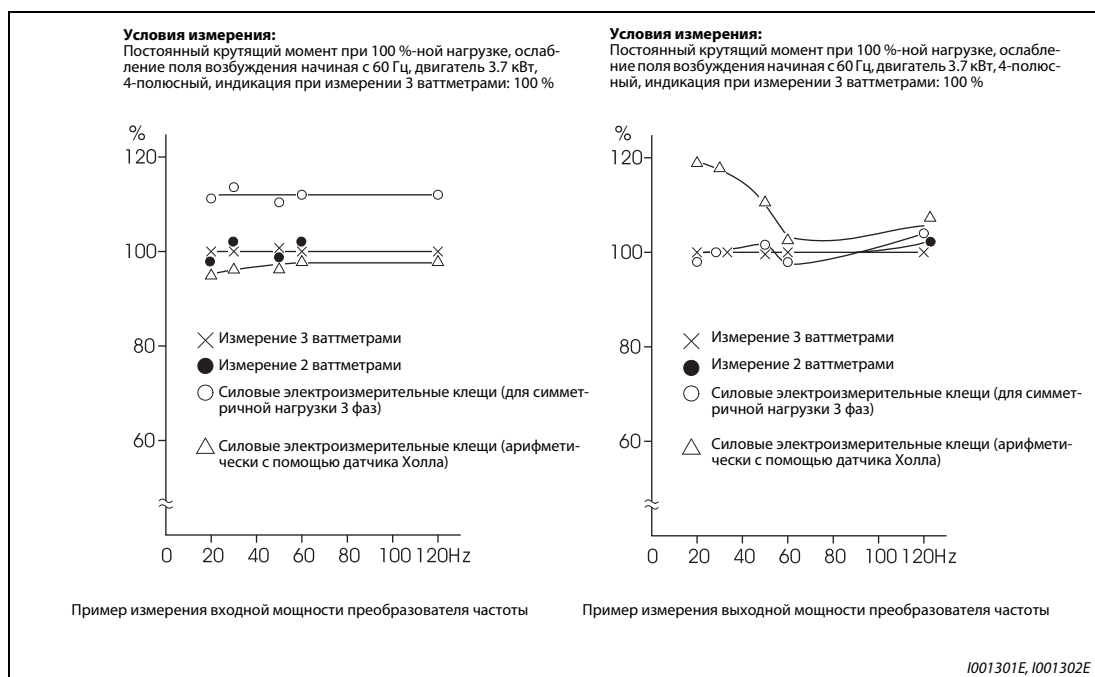 Условия измерения:
Постоянный крутящий момент при 100 %-ной нагрузке, ослаб-
ление поля возбуждения начиная с 60 Гц, двигатель 3.7 кВт,
4-полюсный, индикация при измерении 3 ваттметрами: 100 %
%
120
100
80
60
0 20 40 60 80 100 120Hz
Измерение 3 ваттметрами
Измерение 2 ваттметрами
Силовые электроизмерительные клещи (для симмет-
ричной нагрузки 3 фаз)
Силовые электроизмерительные клещи (арифмети-
чески с помощью датчика Холла)
Пример измерения входной мощности преобразователя частоты
Условия измерения:
Постоянный крутящий момент при 100 %-ной нагрузке, ослабле-
ние поля возбуждения начиная с 60 Гц, двигатель 3.7 кВт, 4-полюс-
ный, индикация при измерении 3 ваттметрами: 100 %
%
120
100
80
60
0 20 40 60 80 100 120Hz
Измерение 3 ваттметрами
Измерение 2 ваттметрами
Силовые электроизмерительные клещи (для симмет-
ричной нагрузки 3 фаз)
Силовые электроизмерительные клещи (арифмети-
чески с помощью датчика Холла)
Пример измерения выходной мощности преобразователя частоты
I001301E, I001302E